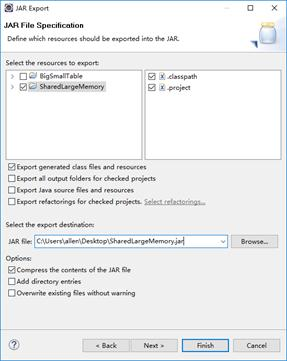 JAR Export
JAR File Specification
Define which resources should be exported into the JAR.
Select the resources to export:
BigSmallTable
SharedLargeMemory
.classpath
.project
Export generated class files and resources
Export all output folders for checked projects
Export Java source files and resources
Export refactorings for checked projects. Select refactorings...
Select the export destination:
JAR file: C:\Users\allen\Desktop\SharedLargeMemory.jar Browse...
Options:
Compress the contents of the JAR file
Add directory entries
Overwrite existing files without warning
? < Back Next > Finish Cancel